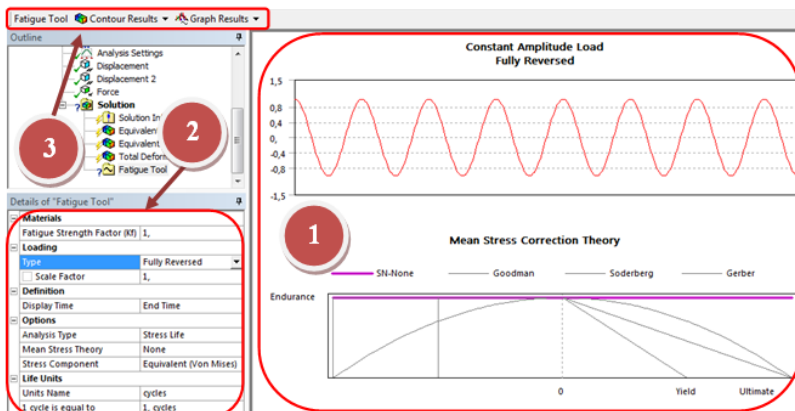 Fatigue Tool Contour Results Graph Results
Outline
Analysis Settings
Displacement
Displacement 2
Force
Solution
Solution In
Equivalent
Equivalent
Total Deform
Fatigue Tool
3
2
Details of "Fatigue Tool"
Materials
Fatigue Strength Factor (Kf) 1,
Loading
Type Fully Reversed
Scale Factor 1,
Definition
Display Time End Time
Options
Analysis Type Stress Life
Mean Stress Theory None
Stress Component Equivalent (Von Mises)
Life Units
Units Name cycles
1 cycle is equal to 1, cycles
Constant Amplitude Load
Fully Reversed
1,5
0,8
0,4
0,
-0,4
-0,8
-1,5
1
Mean Stress Correction Theory
SN-None Goodman Soderberg Gerber
Endurance
0 Yield Ultimate